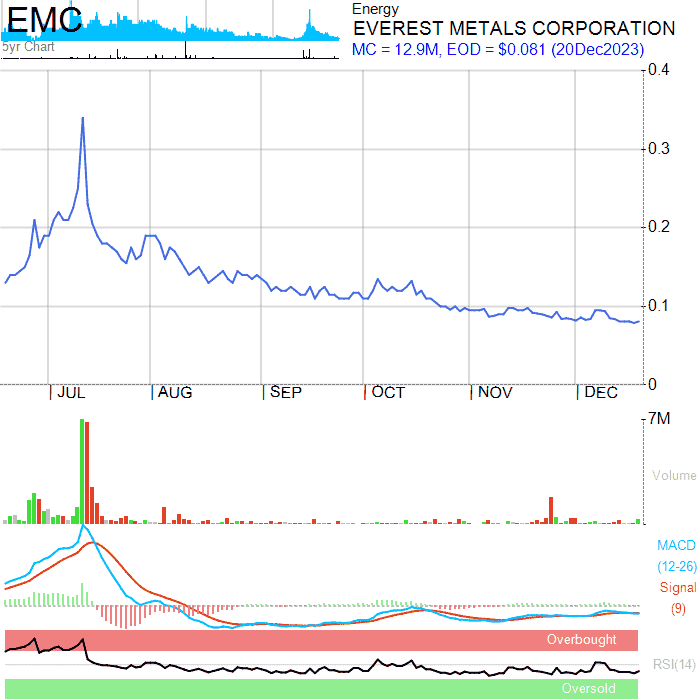 EMC
5yr Chart
Energy
EVEREST METALS CORPORATION
MC = 12.9M, EOD = $0.081 (20Dec2023)
0.4
0.3
0.2
0.1
0
JUL AUG SEP OCT NOV DEC
7M
Volume
MACD
(12-26)
Signal
(9)
Overbought
RSI(14)
Oversold